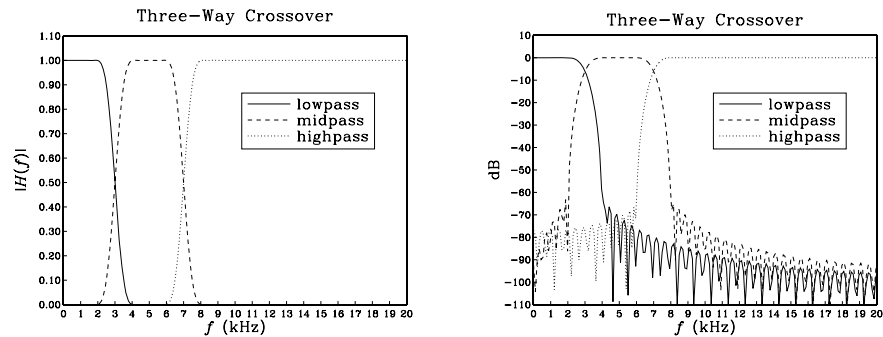 Three-Way Crossover
1.10
1.00
0.90
0.80
0.70
0.60
0.50
0.40
0.30
0.20
0.10
0.00
|H(f)|
lowpass
midpass
highpass
0 1 2 3 4 5 6 7 8 9 10 11 12 13 14 15 16 17 18 19 20
f (kHz)
Three-Way Crossover
10
0
-10
-20
-30
-40
-50
-60
-70
-80
-90
-100
-110
dB
lowpass
midpass
highpass
0 1 2 3 4 5 6 7 8 9 10 11 12 13 14 15 16 17 18 19 20
f (kHz)